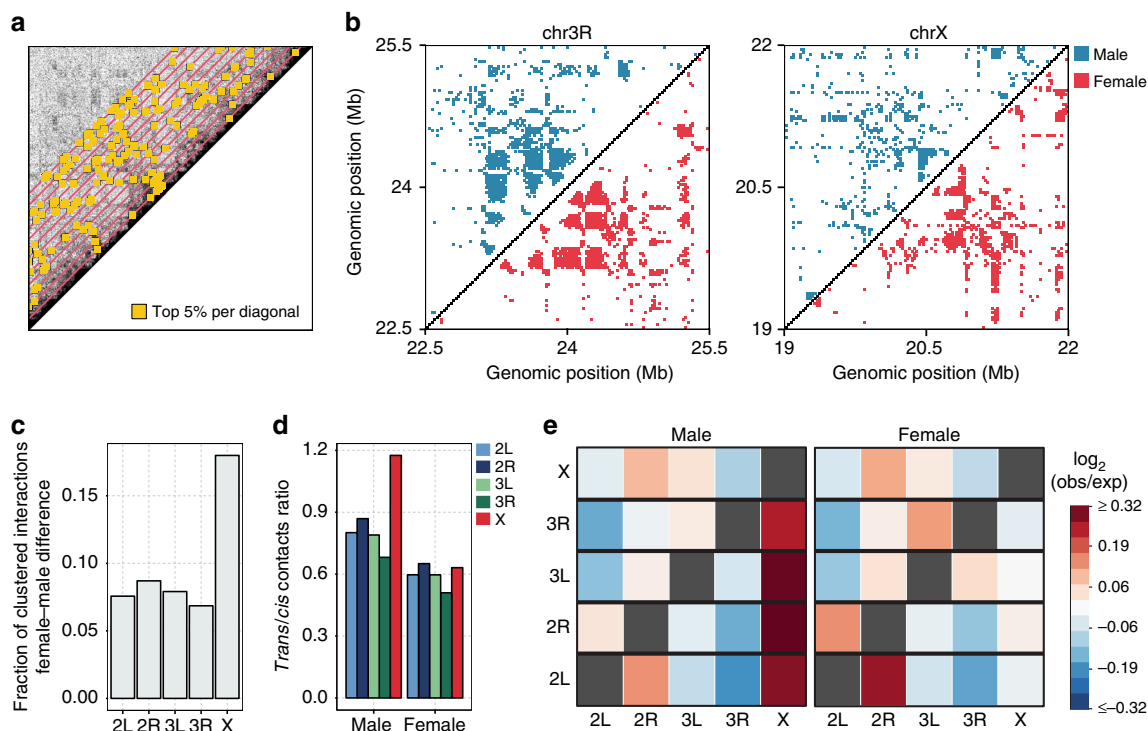 a
Top 5% per diagonal
b
chr3R
chrX
Male
Female
Genomic position (Mb)
25.5
24
22.5
22.5
24
25.5
Genomic position (Mb)
22
20.5
19
19
20.5
22
Genomic position (Mb)
c
Fraction of clustered interactions
female–male difference
0.15
0.10
0.05
0.00
2L 2R 3L 3R X
d
Trans/cis contacts ratio
1.2
0.9
0.6
0.3
0.0
Male Female
2L
2R
3L
3R
X
e
Male
Female
X
3R
3L
2R
2L
2L 2R 3L 3R X
2L 2R 3L 3R X
log2
(obs/exp)
≥ 0.32
0.19
0.06
−0.06
−0.19
≤−0.32